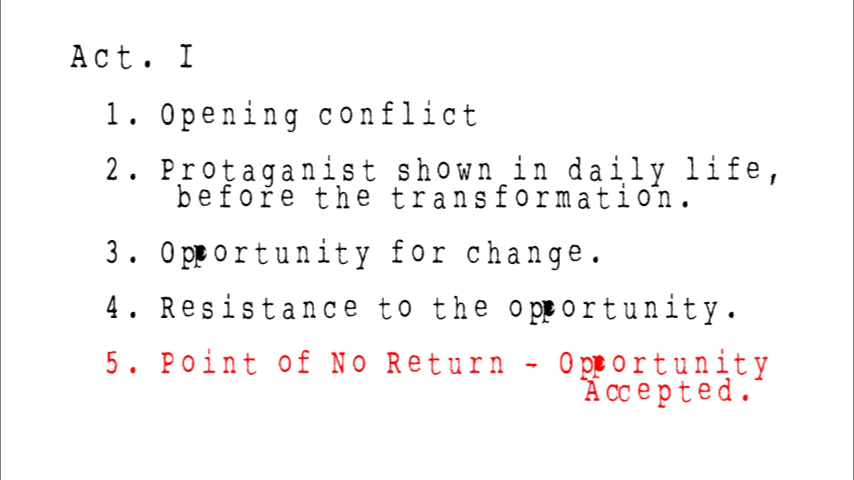 Act. I
1. Opening conflict
2. Protaganist shown in daily life,
before the transformation.
3. Opportunity for change.
4. Resistance to the opportunity.
5. Point of No Return - Opportunity
Accepted.